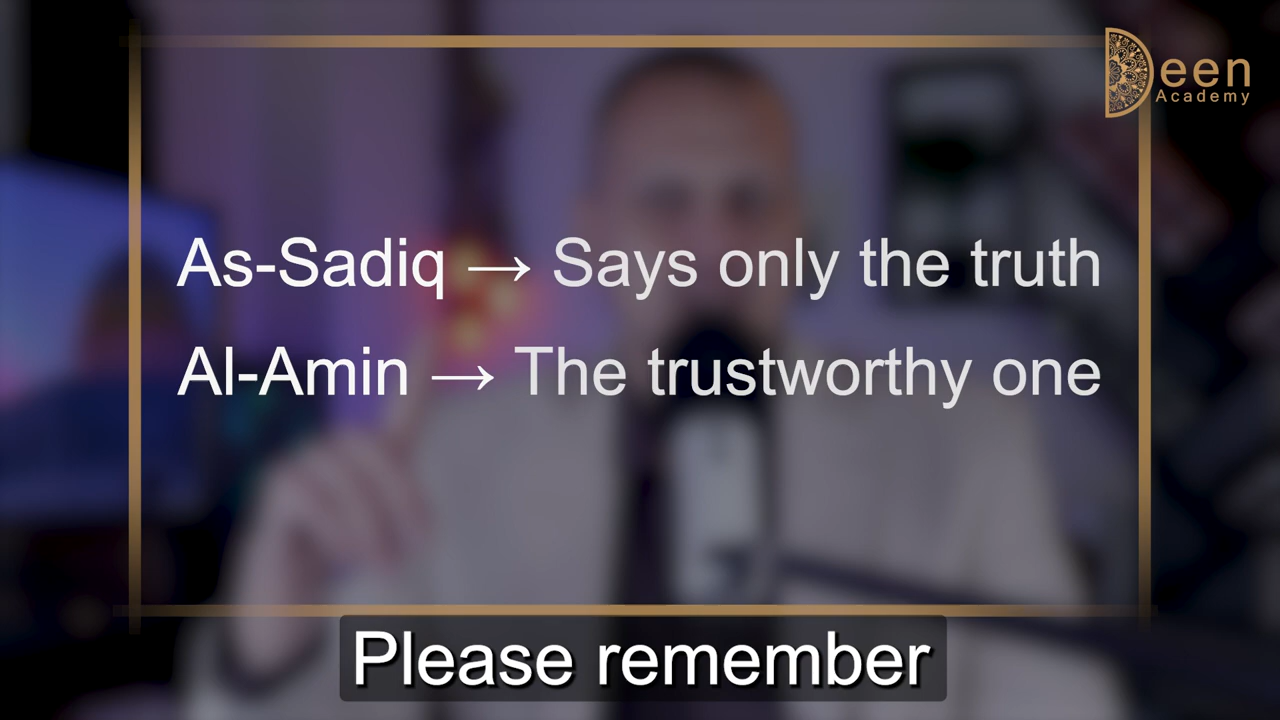 Deen
Academy
As-Sadiq → Says only the truth
Al-Amin → The trustworthy one
Please remember